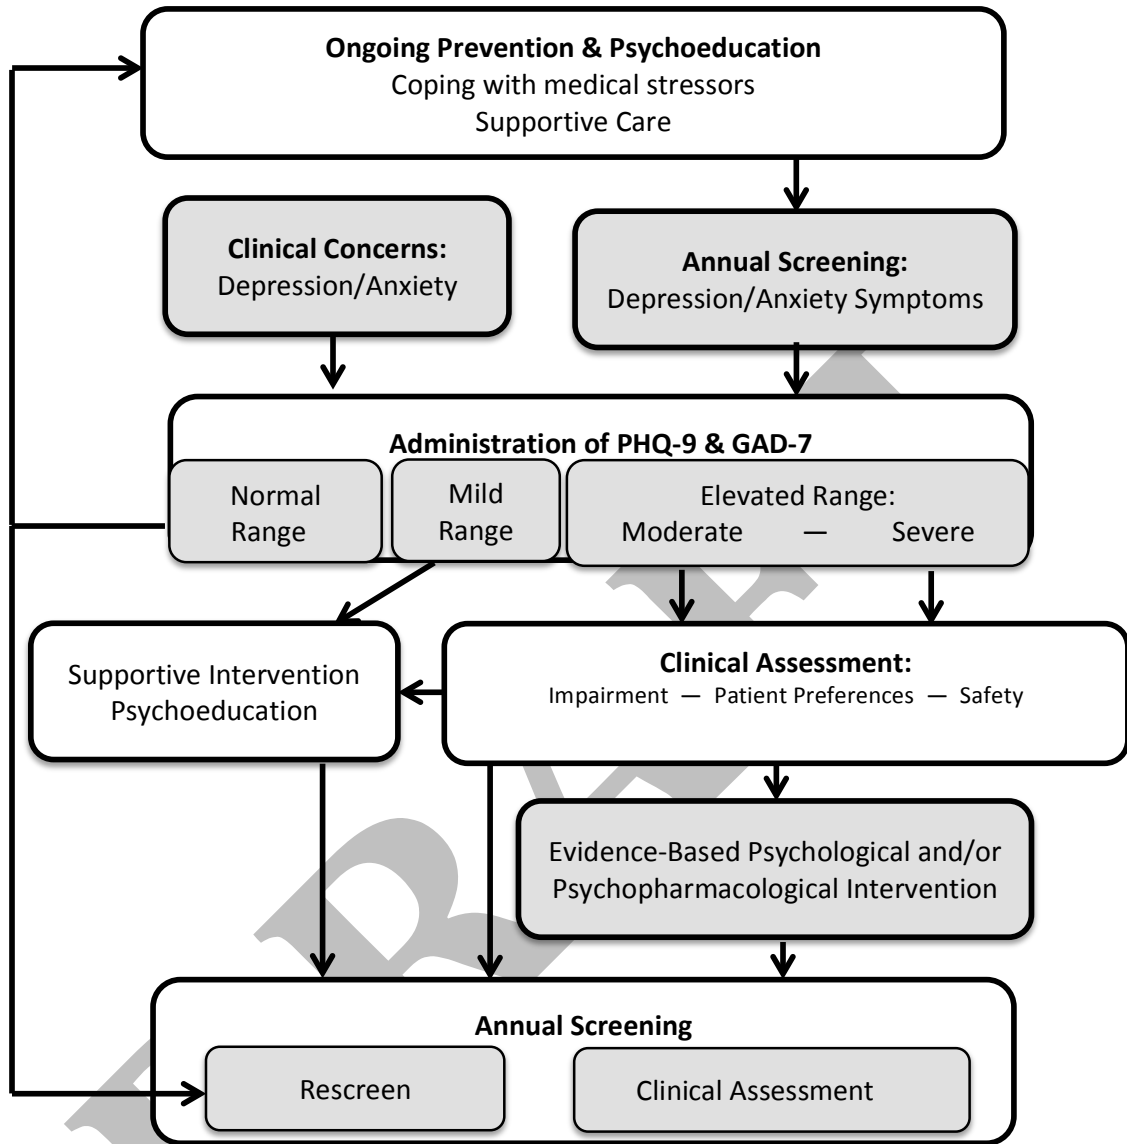 Ongoing Prevention & Psychoeducation
Coping with medical stressors
Supportive Care
Clinical Concerns:
Depression/Anxiety
Annual Screening:
Depression/Anxiety Symptoms
Administration of PHQ-9 & GAD-7
Normal
Range
Mild
Range
Elevated Range:
Moderate — Severe
Supportive Intervention
Psychoeducation
Clinical Assessment:
Impairment — Patient Preferences — Safety
Evidence-Based Psychological and/or
Psychopharmacological Intervention
Annual Screening
Rescreen
Clinical Assessment